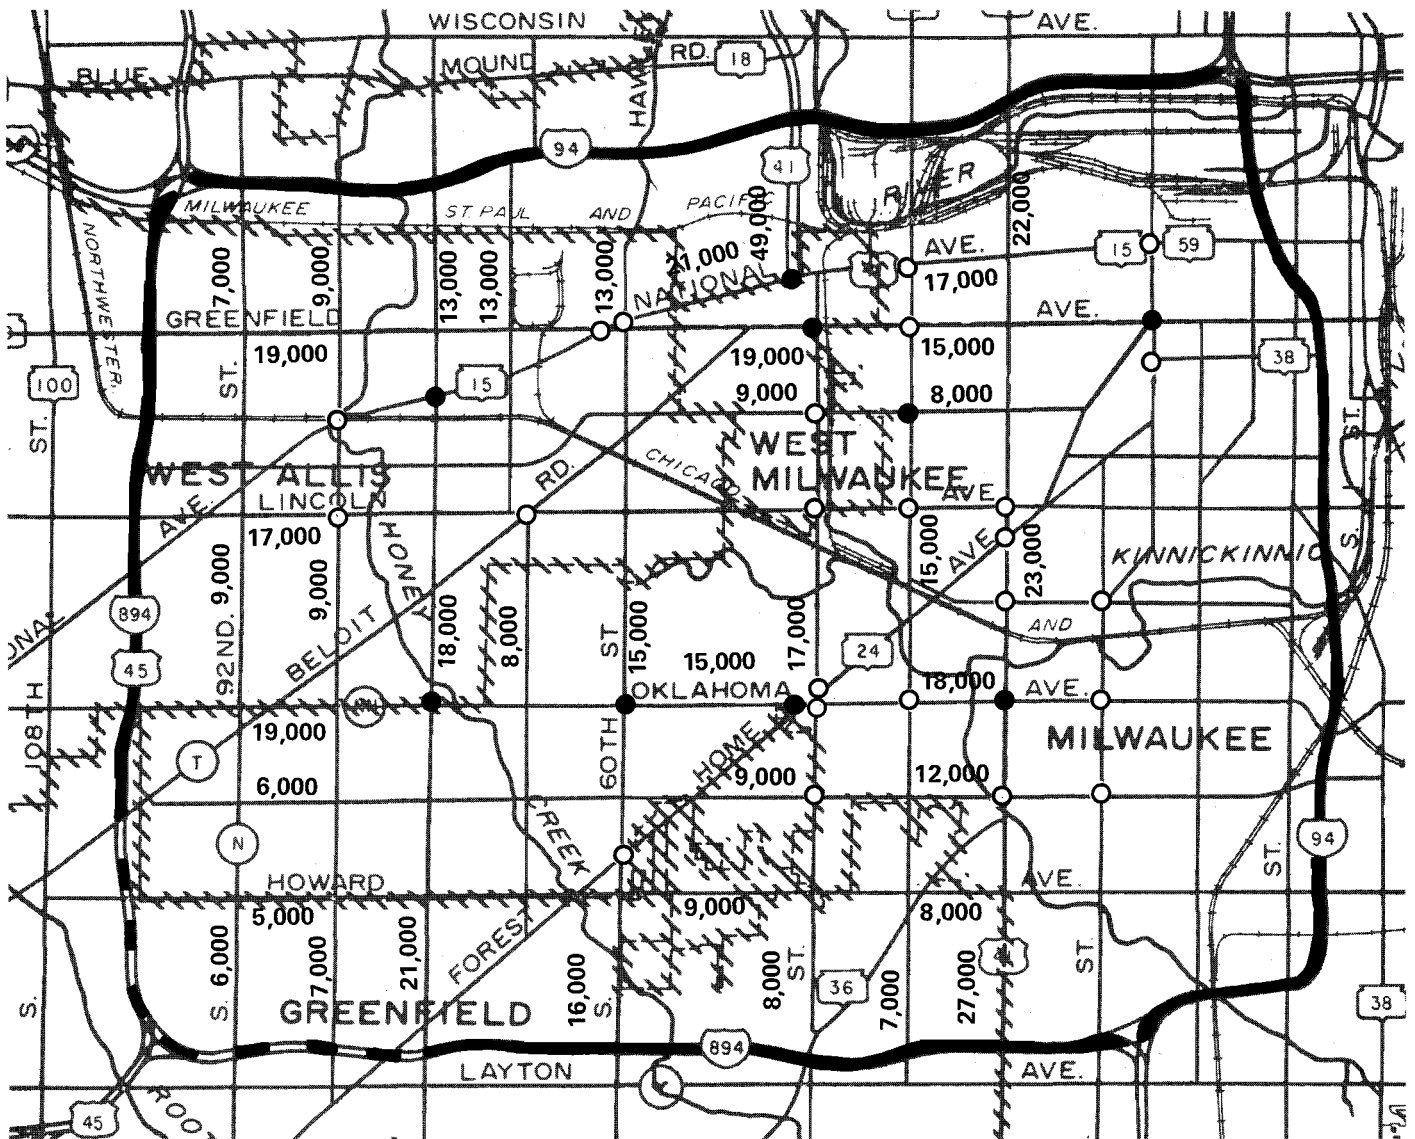 WISCONSIN AVE.
BLUE MOUND RD. 18
HAWLEY
94
41
RIVER
MILWAUKEE ST. PAUL AND PACIFIC
49,000
22,000
NORTHWESTER.
7,000
9,000
13,000
13,000
13,000
NATIONAL AVE.
17,000
15
59
GREENFIELD AVE.
19,000
19,000
15,000
38
100
ST.
ST.
15
9,000
8,000
ST.
WEST ALLIS
WEST
MILWAUKEE
CHICAGO
RD.
AVE.
LINCOLN AVE
17,000
HONEY
9,000
9,000
15,000
23,000
AVE
KINNICKINNIC
S.
894
45
92ND.
BELOIT
18,000
8,000
ST
15,000
15,000
17,000
24
AND
OKLAHOMA AVE.
18,000
108TH
19,000
T
60TH
HOME
9,000
12,000
MILWAUKEE
6,000
N
CREEK
94
ST.
HOWARD AVE.
5,000
9,000
8,000
6,000
7,000
21,000
FOREST
16,000
8,000
ST.
36
7,000
27,000
ST.
38
S.
S.
S.
GREENFIELD
894
LAYTON AVE.
45
ROOT